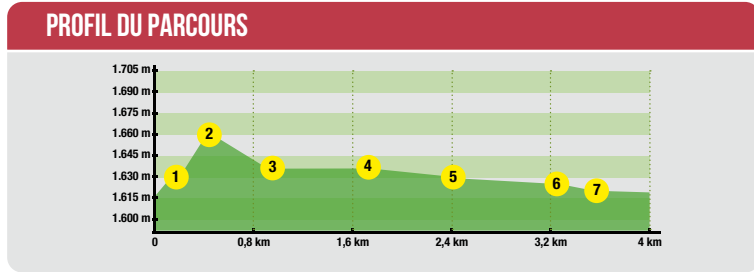 PROFIL DU PARCOURS
1.705 m
1.690 m
1.675 m
1.660 m
1.645 m
1.630 m
1.615 m
1.600 m
1
2
3
4
5
6
7
0
0,8 km
1,6 km
2,4 km
3,2 km
4 km